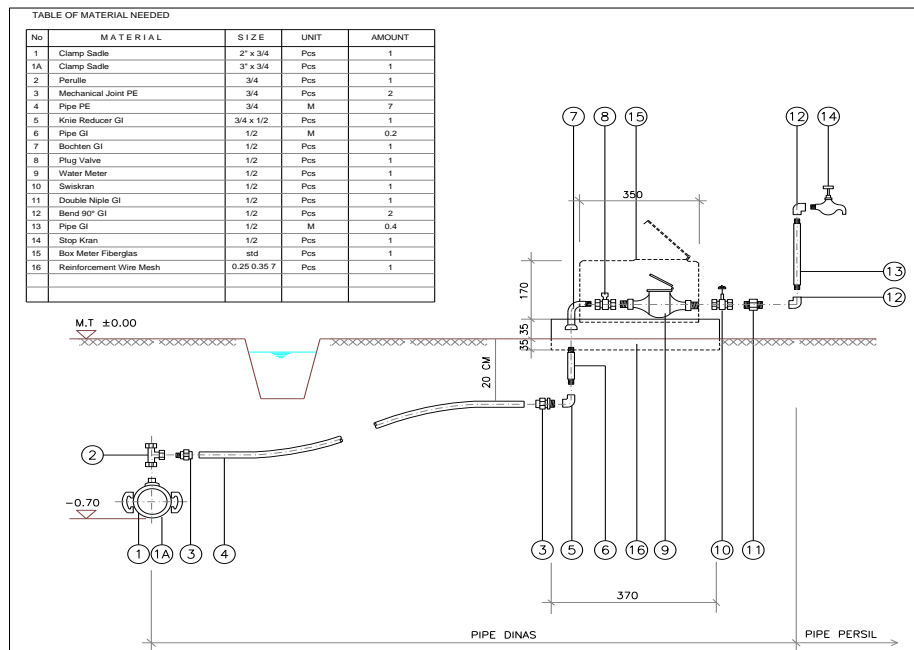 TABLE OF MATERIAL NEEDED
No MATERIAL SIZE UNIT AMOUNT
1 Clamp Sadle 2" x 3/4 Pcs 1
1A Clamp Sadle 3" x 3/4 Pcs 1
2 Perulle 3/4 Pcs 1
3 Mechanical Joint PE 3/4 Pcs 2
4 Pipe PE 3/4 M 7
5 Knie Reducer GI 3/4 x 1/2 Pcs 1
6 Pipe GI 1/2 M 0.2
7 Bochten GI 1/2 Pcs 1
8 Plug Valve 1/2 Pcs 1
9 Water Meter 1/2 Pcs 1
10 Swiskran 1/2 Pcs 1
11 Double Niple GI 1/2 Pcs 1
12 Bend 90° GI 1/2 Pcs 2
13 Pipe GI 1/2 M 0.4
14 Stop Kran 1/2 Pcs 1
15 Box Meter Fiberglas std Pcs 1
16 Reinforcement Wire Mesh 0.25 0.35 7 Pcs 1
7 8 15 12 14
350
170
13
12
M.T ±0.00
35
35
20 CM
2
-0.70
1 1A 3 4 3 5 6 16 9 10 11
370
PIPE DINAS PIPE PERSIL